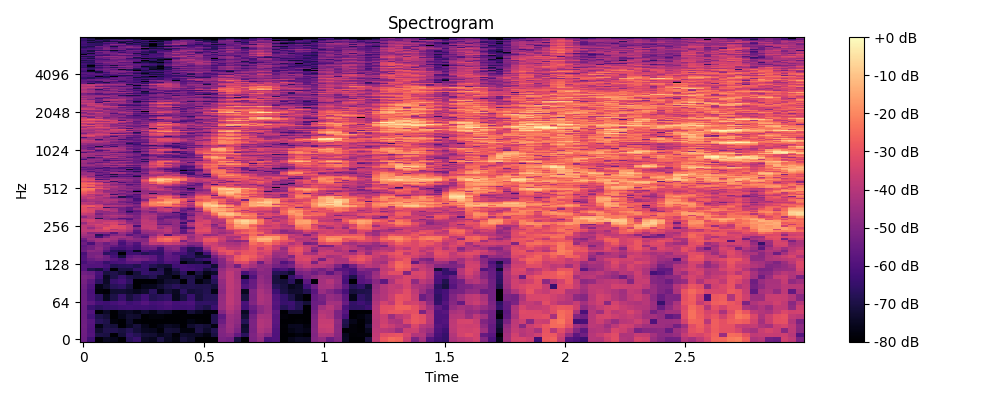 Spectrogram
Hz
4096
2048
1024
512
256
128
64
0
0
0.5
1
1.5
2
2.5
Time
+0 dB
-10 dB
-20 dB
-30 dB
-40 dB
-50 dB
-60 dB
-70 dB
-80 dB